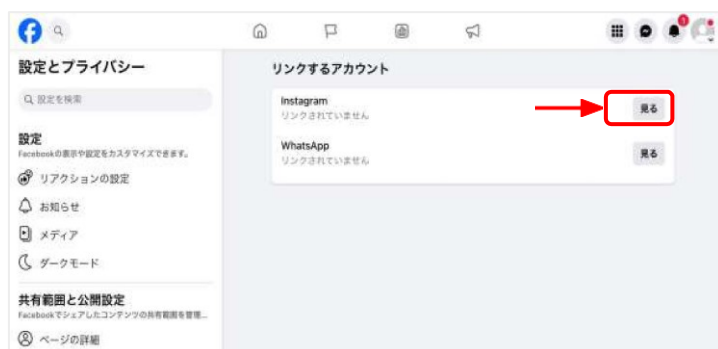 設定とプライバシー
設定を検索
設定
Facebookの表示や設定をカスタマイズできます。
リアクションの設定
お知らせ
メディア
ダークモード
共有範囲と公開設定
Facebookでシェアしたコンテンツの共有範囲を管理...
ページの詳細
リンクするアカウント
Instagram
リンクされていません
見る
WhatsApp
リンクされていません
見る